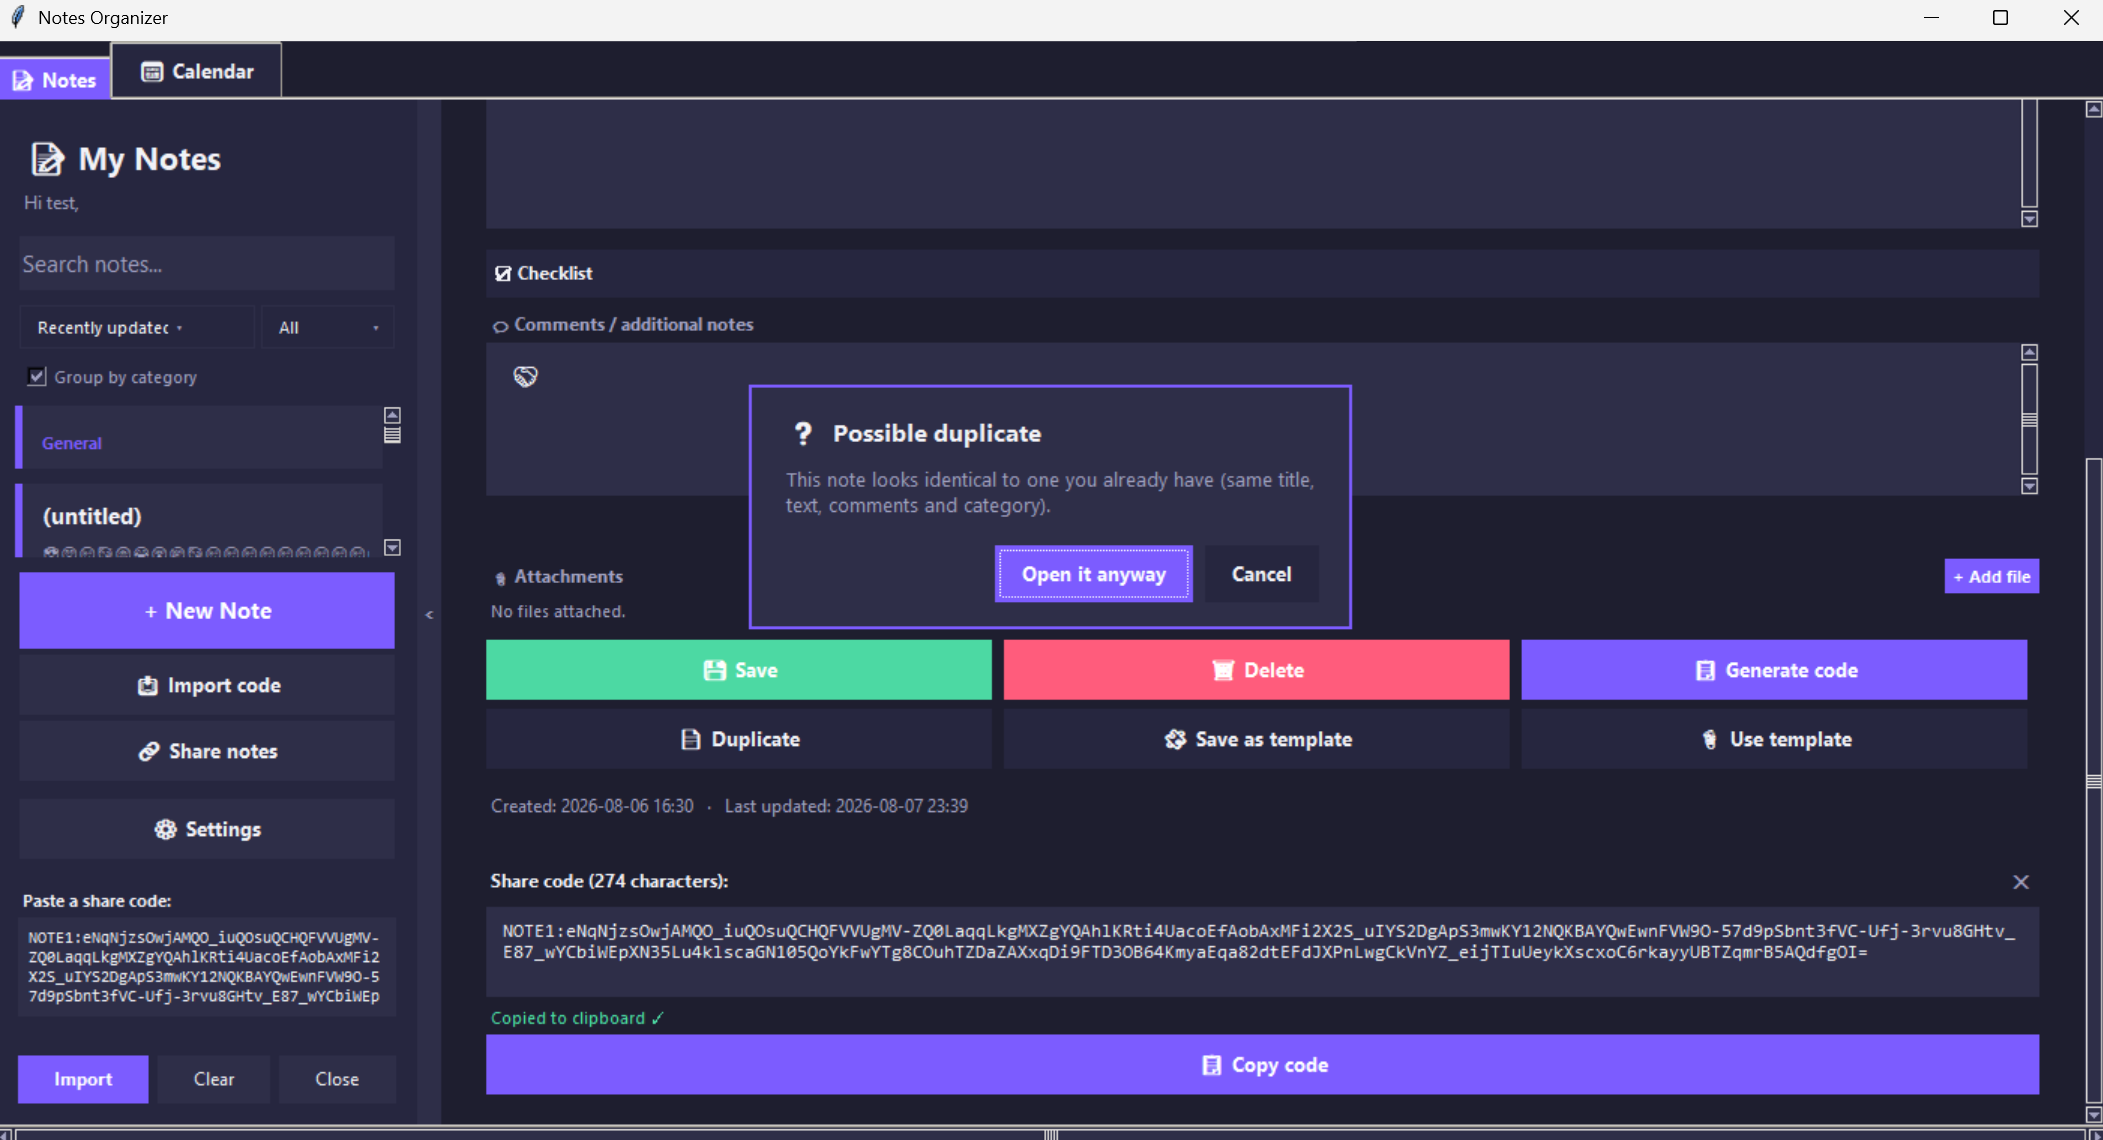 Notes Organizer
Notes
Calendar
My Notes
Hi test,
Search notes...
Recently updatec
All
Group by category
General
(untitled)
+ New Note
Import code
Share notes
Settings
Paste a share code:
NOTE1:eNqNjzsOwjAMQO_iuQOsuQCHQFVVUgMV-
ZQ0LaqqLkgMXZgYQAhlKRti4UacoEfAobAxMFi2
X2S_uIYS2DgApS3mwKY12NQKBAYQwEwnFVW9O-5
7d9pSbnt3fVC-Ufj-3rvu8GHtv_E87_wYCbiWEp
Import
Clear
Close
<
Checklist
Comments / additional notes
Possible duplicate
This note looks identical to one you already have (same title,
text, comments and category).
Open it anyway
Cancel
Attachments
+ Add file
No files attached.
Save
Delete
Generate code
Duplicate
Save as template
Use template
Created: 2026-08-06 16:30 · Last updated: 2026-08-07 23:39
Share code (274 characters):
NOTE1:eNqNjzsOwjAMQO_iuQOsuQCHQFVVUgMV-ZQ0LaqqLkgMXZgYQAhlKRti4UacoEfAobAxMFi2X2S_uIYS2DgApS3mwKY12NQKBAYQwEwnFVW9O-57d9pSbnt3fVC-Ufj-3rvu8GHtv_
E87_wYCbiWEpXN35Lu4klscaGN105QoYkFwYTg8COuhTZDaZAXxqDi9FTD3OB64KmyaEqa82dtEFdJXPnLwgCkVnYZ_eijTIuUeykXscxoC6rkayyUBTZqmrB5AQdfgOI=
Copied to clipboard ✓
Copy code